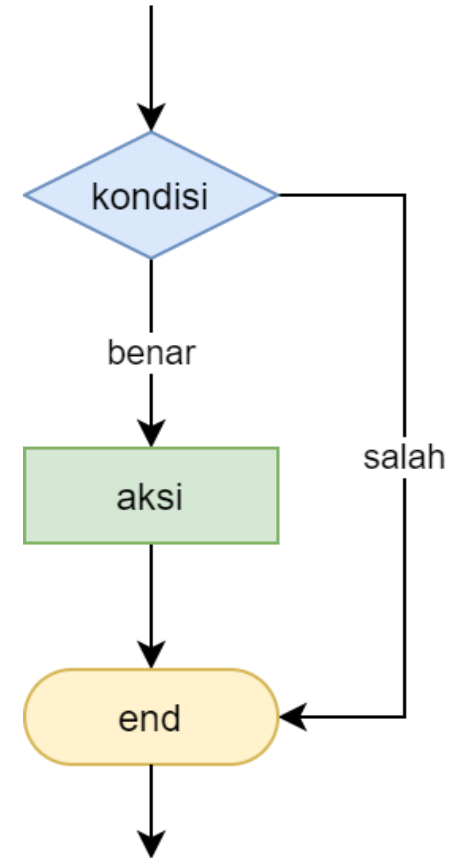 kondisi
benar
salah
aksi
end